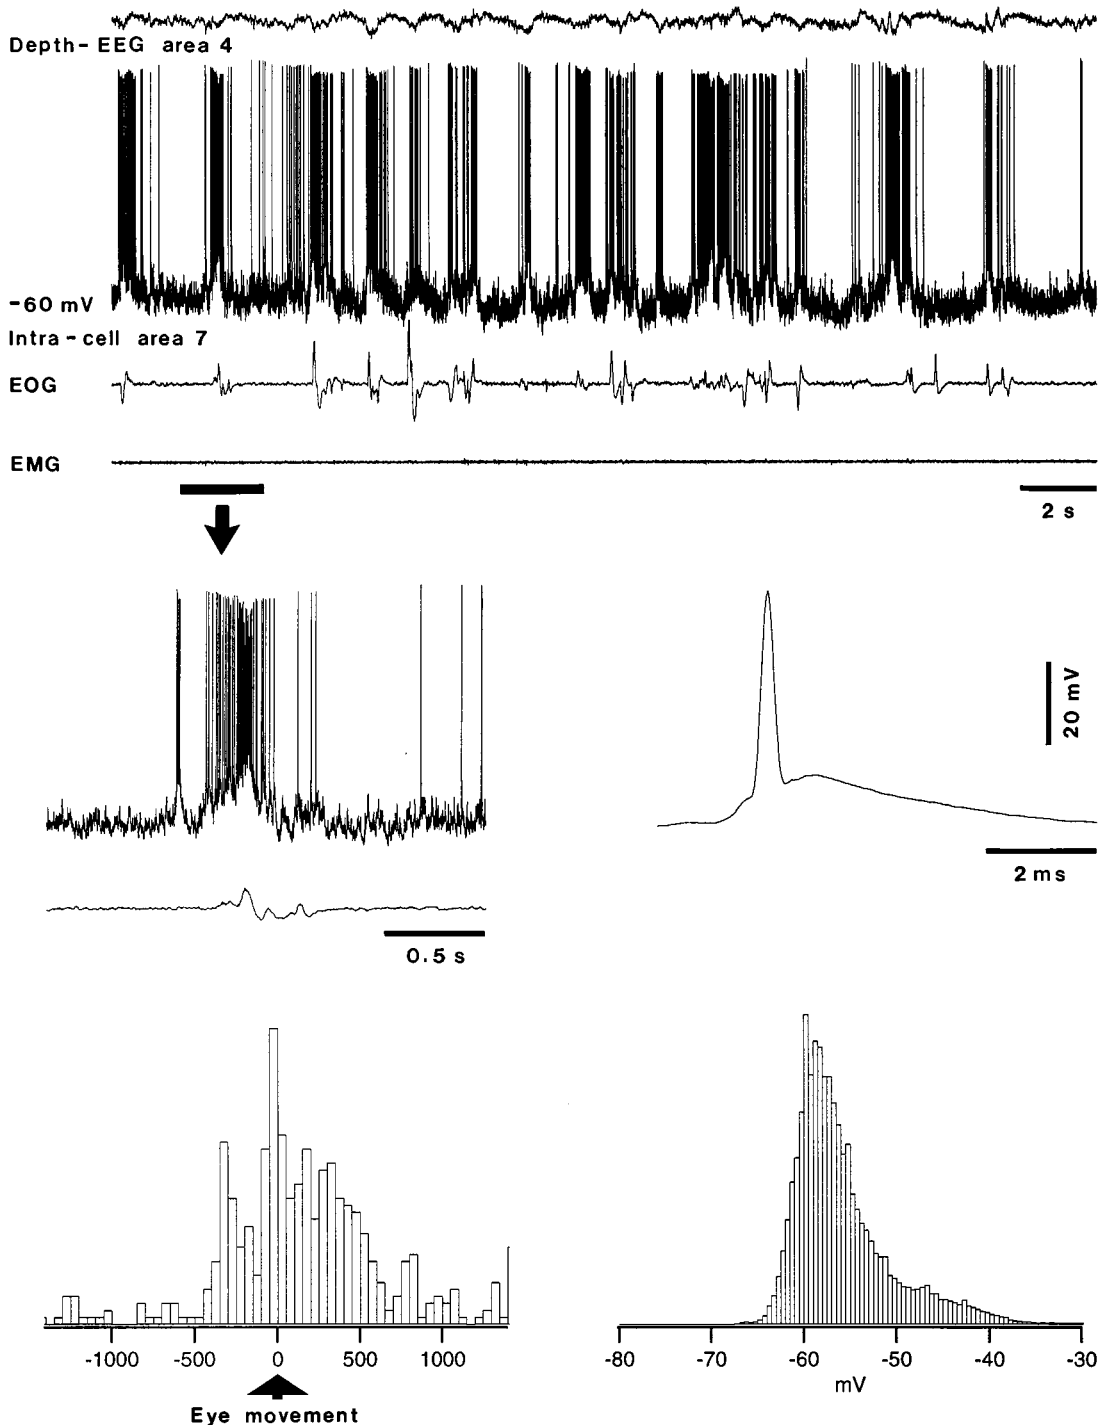 Depth-EEG area 4
-60 mV
Intra-cell area 7
EOG
EMG
2 s
20 mV
2 ms
0.5 s
-1000 -500 0 500 1000
Eye movement
-80 -70 -60 -50 -40 -30
mV